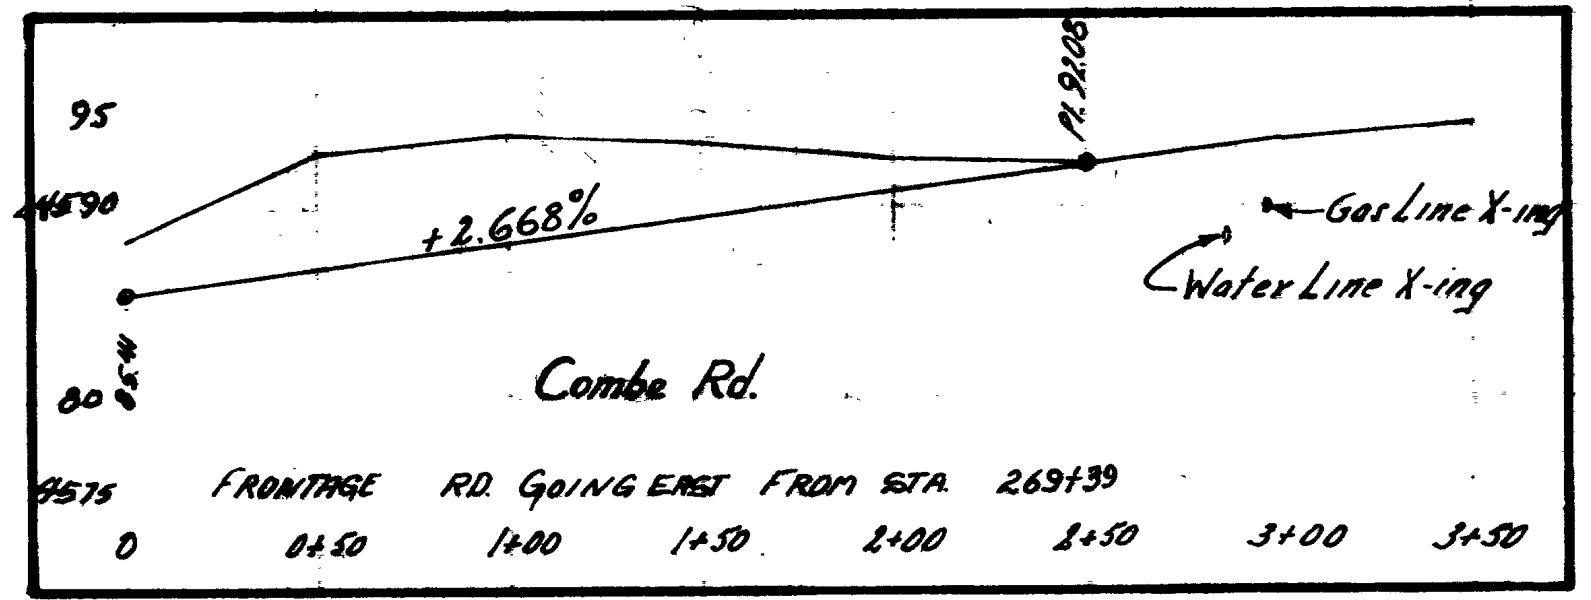 PI. 92.08
95
4590
+2.668%
Gas Line X-ing
Water Line X-ing
85.41
80
Combe Rd.
4575
FRONTAGE RD. GOING EAST FROM STA. 269+39
0 0+50 1+00 1+50 2+00 2+50 3+00 3+50